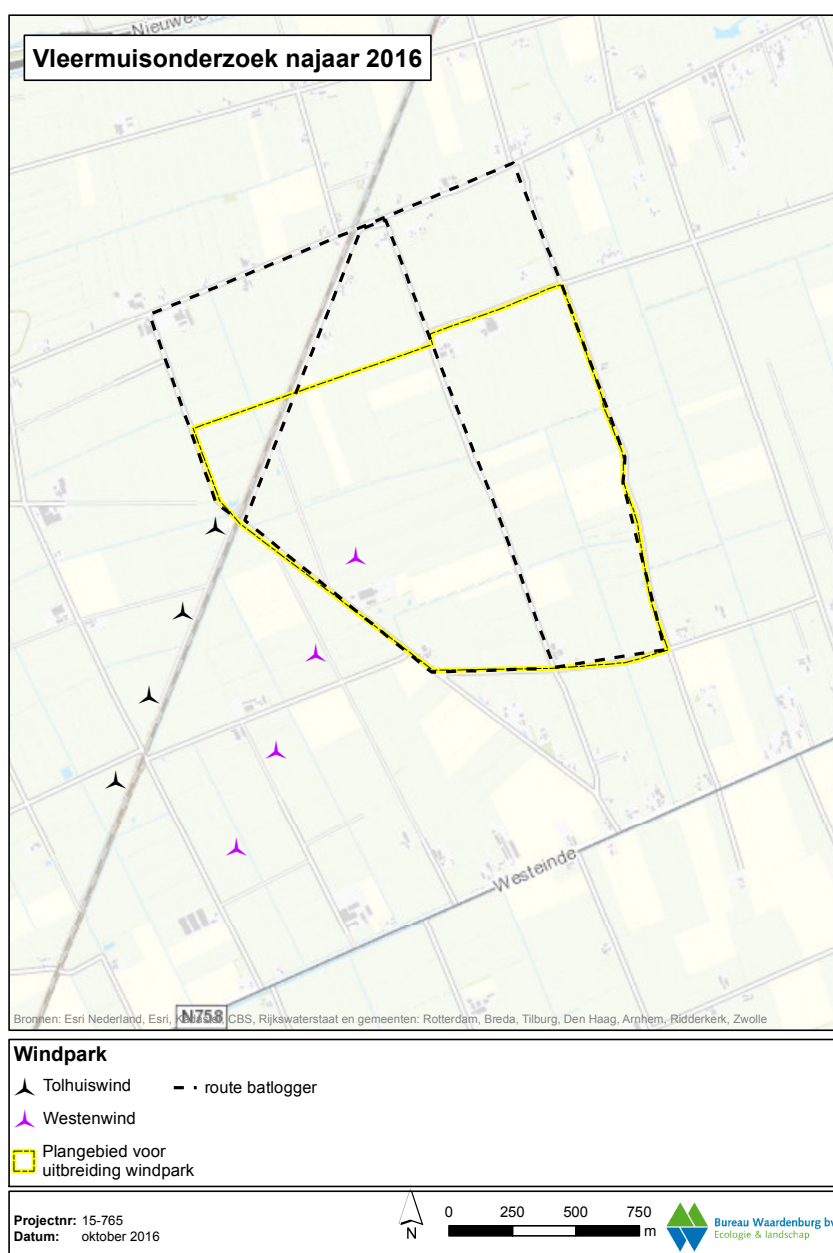 Nieuwe-
Vleermuisonderzoek najaar 2016
Westeinde
N758
Bronnen: Esri Nederland, Esri, Kadaster, CBS, Rijkswaterstaat en gemeenten: Rotterdam, Breda, Tilburg, Den Haag, Arnhem, Ridderkerk, Zwolle
Windpark
Tolhuiswind
route batlogger
Westenwind
Plangebied voor
uitbreiding windpark
Projectnr: 15-765
Datum: oktober 2016
N
0 250 500 750
m
Bureau Waardenburg bv
Ecologie & landschap